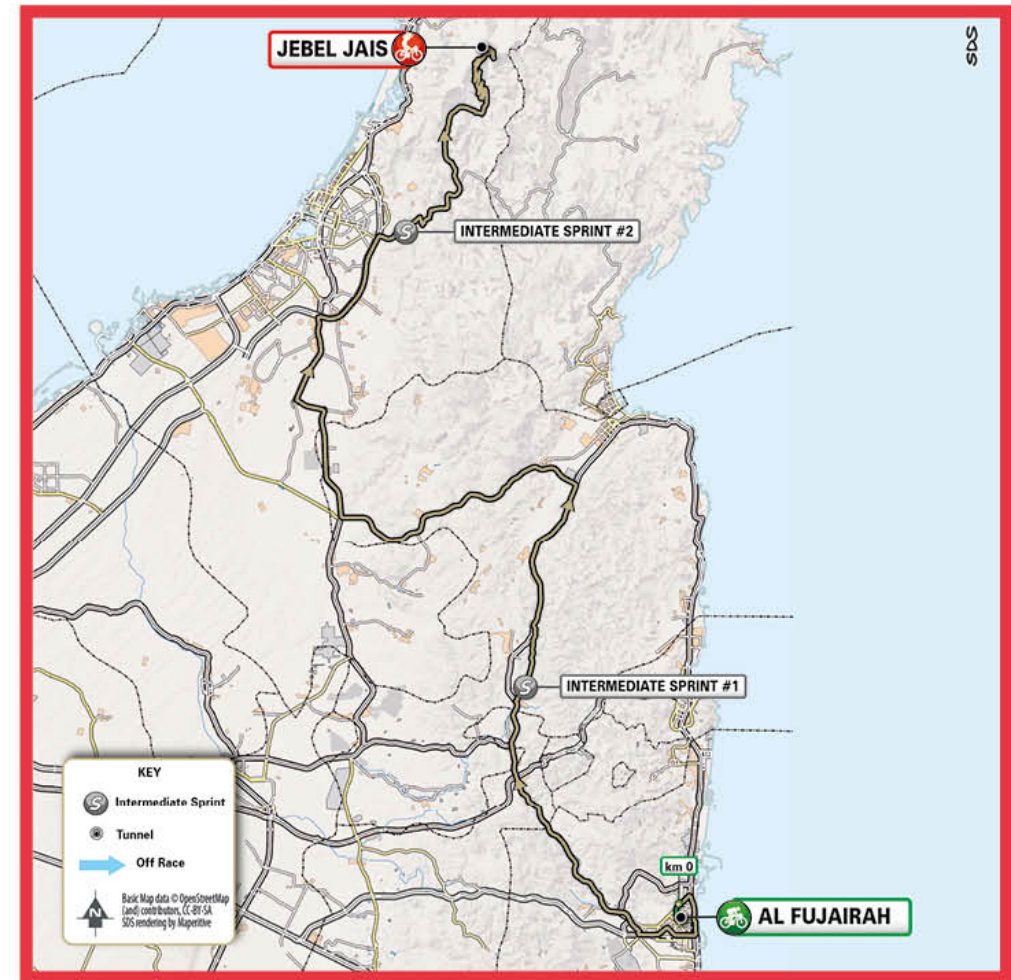 SDS
JEBEL JAIS
S
INTERMEDIATE SPRINT #2
S
INTERMEDIATE SPRINT #1
km 0
AL FUJAIRAH
KEY
S Intermediate Sprint
Tunnel
Off Race
N
Basic Map data © OpenStreetMap
(and) contributors, CC-BY-SA
SDS rendering by Maperitive